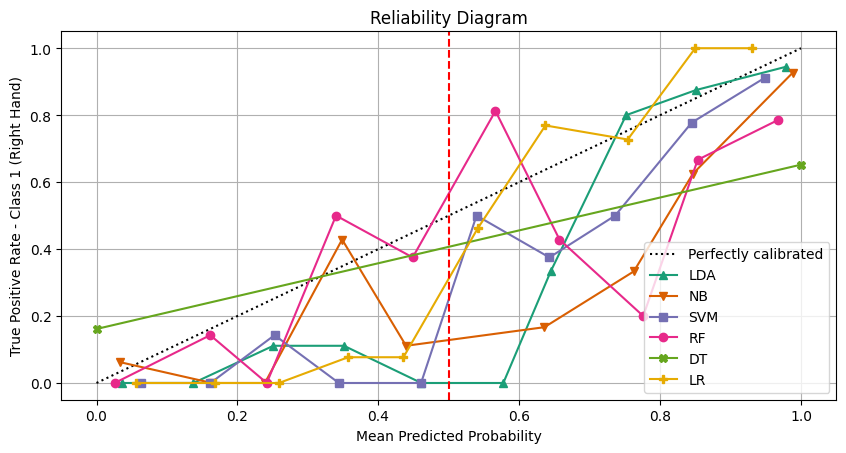 Reliability Diagram
True Positive Rate - Class 1 (Right Hand)
1.0
0.8
0.6
0.4
0.2
0.0
0.0 0.2 0.4 0.6 0.8 1.0
Mean Predicted Probability
Perfectly calibrated
LDA
NB
SVM
RF
DT
LR